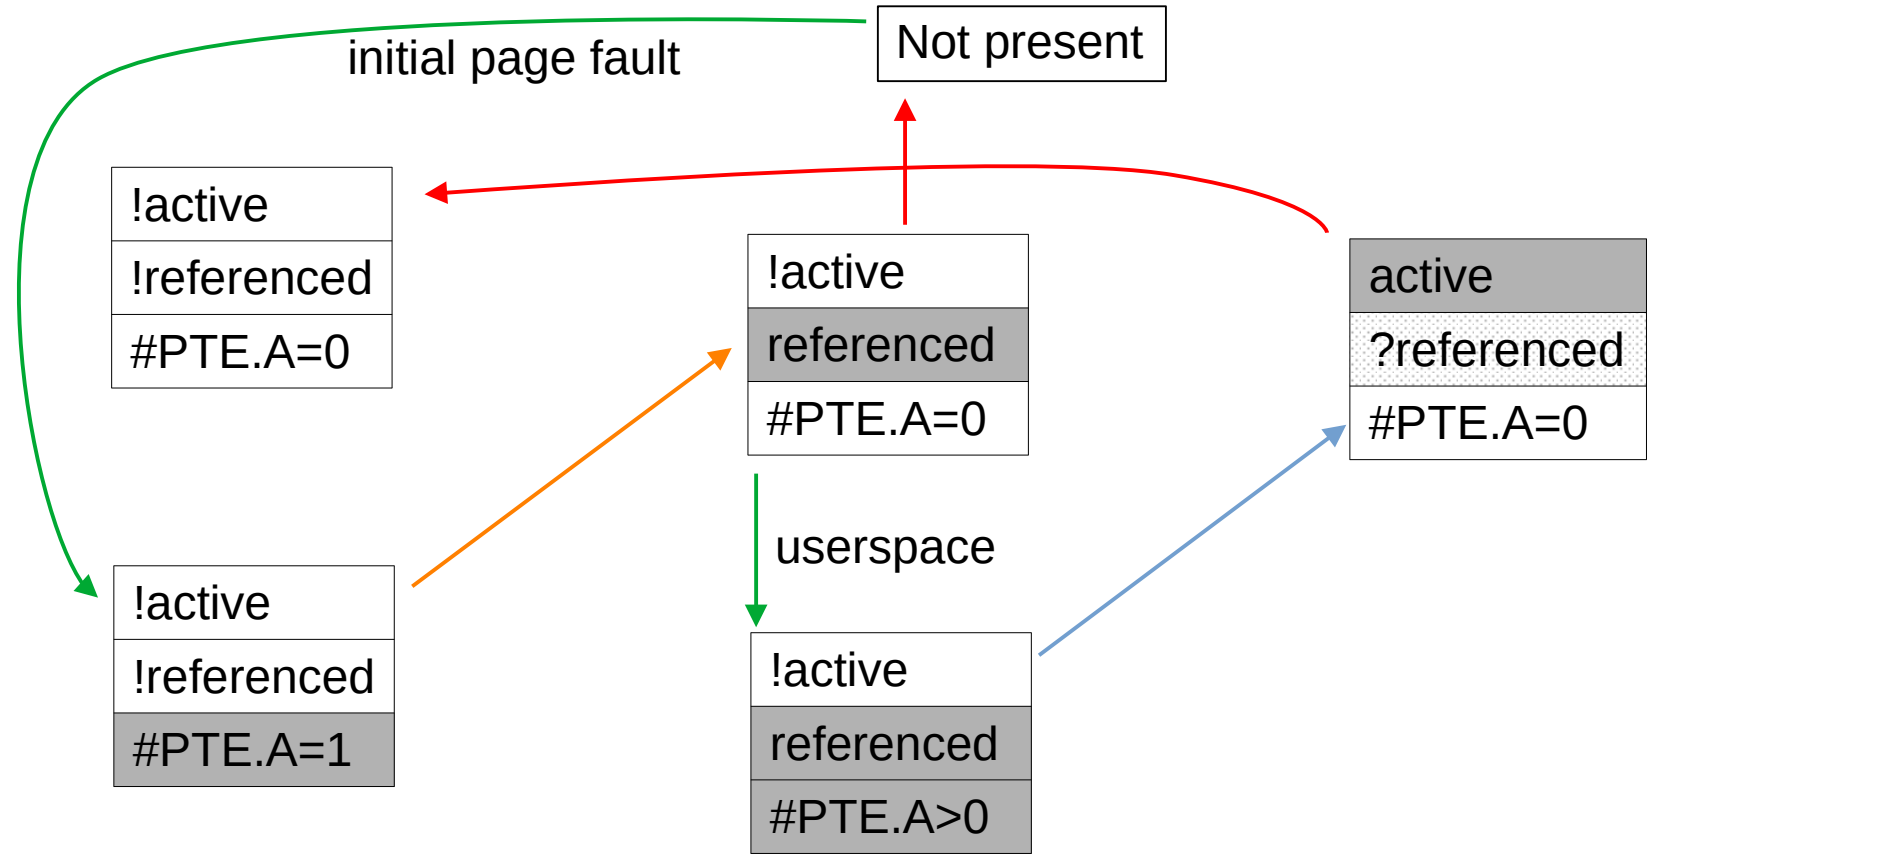 Not present
initial page fault
!active
!referenced
#PTE.A=0
!active
referenced
#PTE.A=0
active
?referenced
#PTE.A=0
userspace
!active
!referenced
#PTE.A=1
!active
referenced
#PTE.A>0